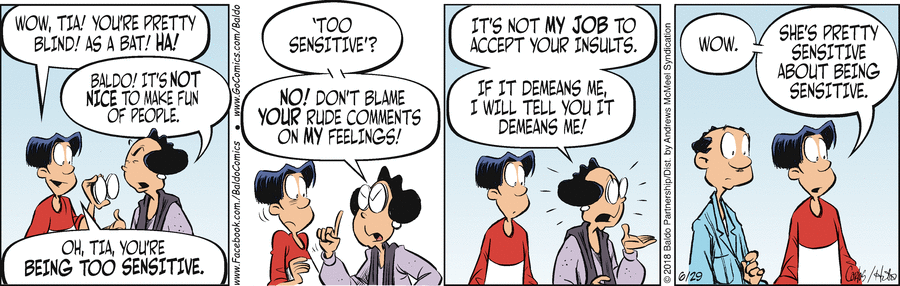 WOW, TIA! YOU'RE PRETTY
BLIND! AS A BAT! HA!
BALDO! IT'S NOT
NICE TO MAKE FUN
OF PEOPLE.
OH, TIA, YOU'RE
BEING TOO SENSITIVE.
www.Facebook.com/BaldoComics • www.GoComics.com/Baldo
'TOO
SENSITIVE'?
NO! DON'T BLAME
YOUR RUDE COMMENTS
ON MY FEELINGS!
IT'S NOT MY JOB TO
ACCEPT YOUR INSULTS.
IF IT DEMEANS ME,
I WILL TELL YOU IT
DEMEANS ME!
© 2018 Baldo Partnership/Dist. by Andrews McMeel Syndication
WOW.
SHE'S PRETTY
SENSITIVE
ABOUT BEING
SENSITIVE.
6/29